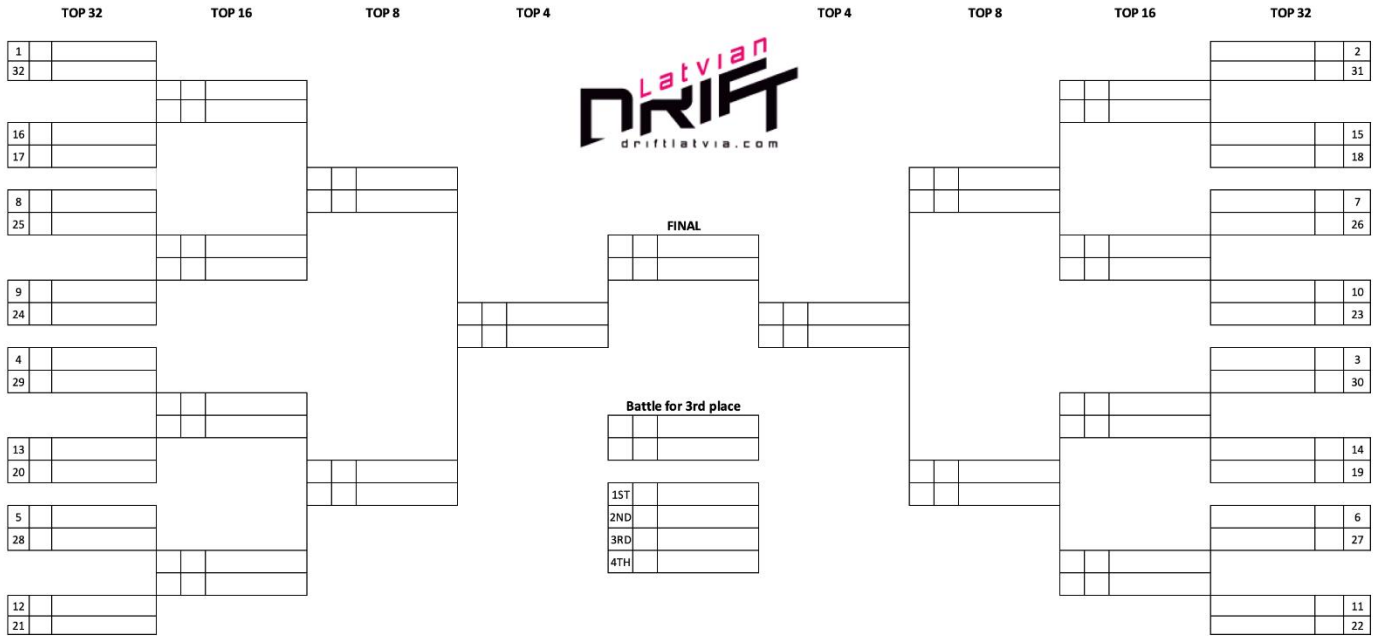 TOP 32 TOP 16 TOP 8 TOP 4 TOP 4 TOP 8 TOP 16 TOP 32
Latvian
DRIFT
driftlatvia.com
1 2
32 31
16 15
17 18
8 7
25 26
FINAL
9 10
24 23
4 3
29 30
Battle for 3rd place
13 14
20 19
1ST
5 2ND 6
28 3RD 27
4TH
12 11
21 22